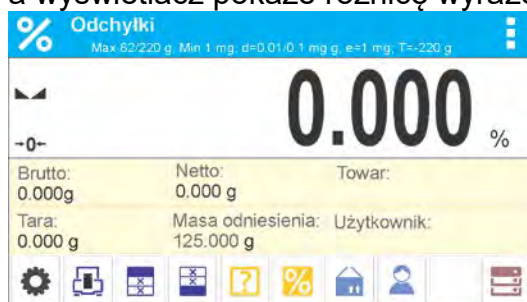 a wyświetlacz pokaże różnicę wyraże
% Odchyłki
Max 62/220 g, Min 1 mg, d=0.01/0.1 mg g, e=1 mg, T=-220 g
0.000 %
→0←
Brutto: Netto: Towar:
0.000g 0.000 g
Tara: Masa odniesienia: Użytkownik:
0.000 g 125.000 g
? %